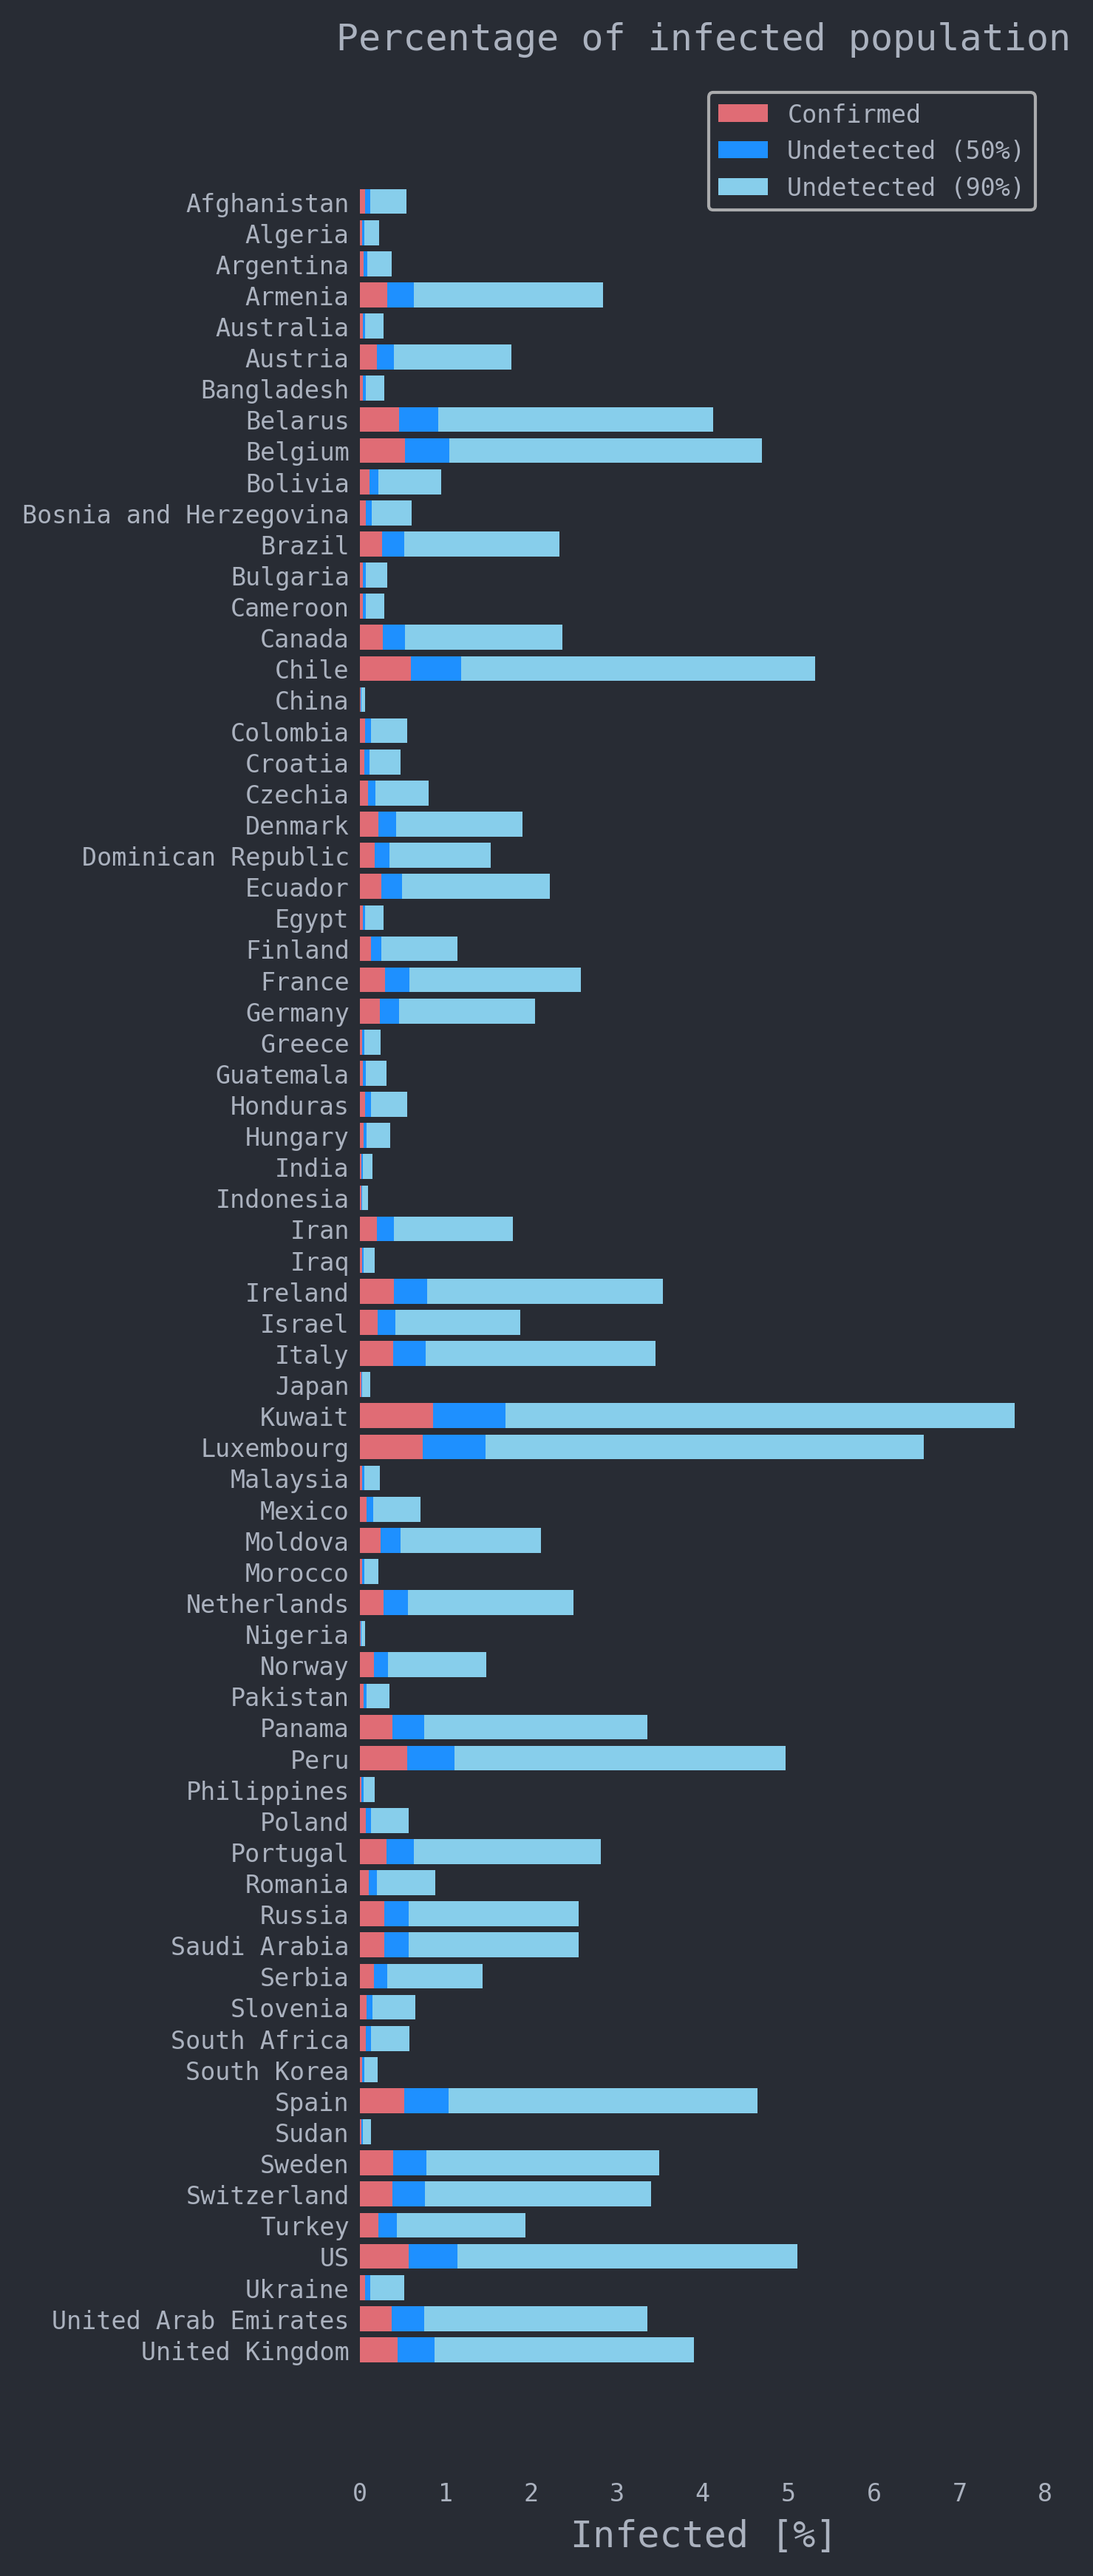 Percentage of infected population
Confirmed
Undetected (50%)
Undetected (90%)
Afghanistan
Algeria
Argentina
Armenia
Australia
Austria
Bangladesh
Belarus
Belgium
Bolivia
Bosnia and Herzegovina
Brazil
Bulgaria
Cameroon
Canada
Chile
China
Colombia
Croatia
Czechia
Denmark
Dominican Republic
Ecuador
Egypt
Finland
France
Germany
Greece
Guatemala
Honduras
Hungary
India
Indonesia
Iran
Iraq
Ireland
Israel
Italy
Japan
Kuwait
Luxembourg
Malaysia
Mexico
Moldova
Morocco
Netherlands
Nigeria
Norway
Pakistan
Panama
Peru
Philippines
Poland
Portugal
Romania
Russia
Saudi Arabia
Serbia
Slovenia
South Africa
South Korea
Spain
Sudan
Sweden
Switzerland
Turkey
US
Ukraine
United Arab Emirates
United Kingdom
0 1 2 3 4 5 6 7 8
Infected [%]